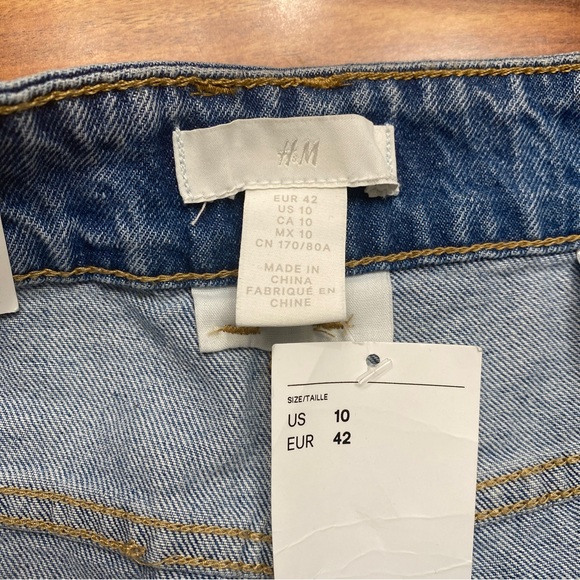 H&M
EUR 42
US 10
CA 10
MX 10
CN 170/80A
MADE IN
CHINA
FABRIQUÉ EN
CHINE
SIZE/TAILLE
US 10
EUR 42